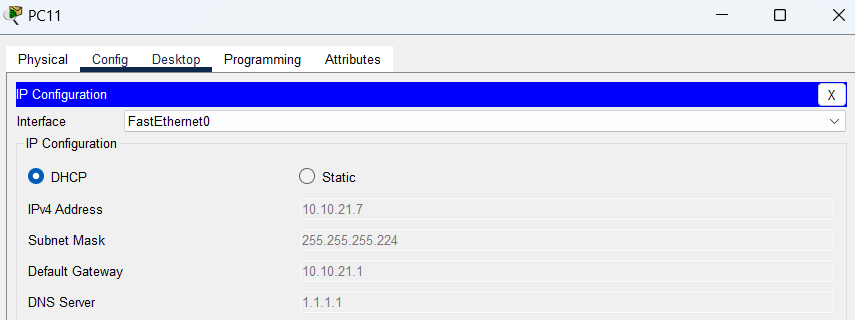 PC11
Physical Config Desktop Programming Attributes
IP Configuration X
Interface FastEthernet0
IP Configuration
DHCP Static
IPv4 Address 10.10.21.7
Subnet Mask 255.255.255.224
Default Gateway 10.10.21.1
DNS Server 1.1.1.1